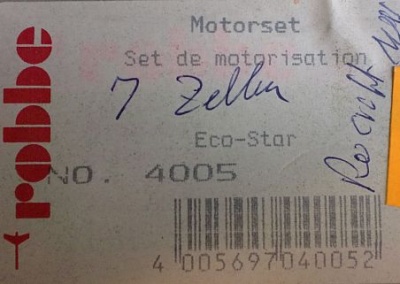 robbe
Motorset
Set de motorisation
7 Zellen
Eco-Star
NO. 4005
4 005697 040052